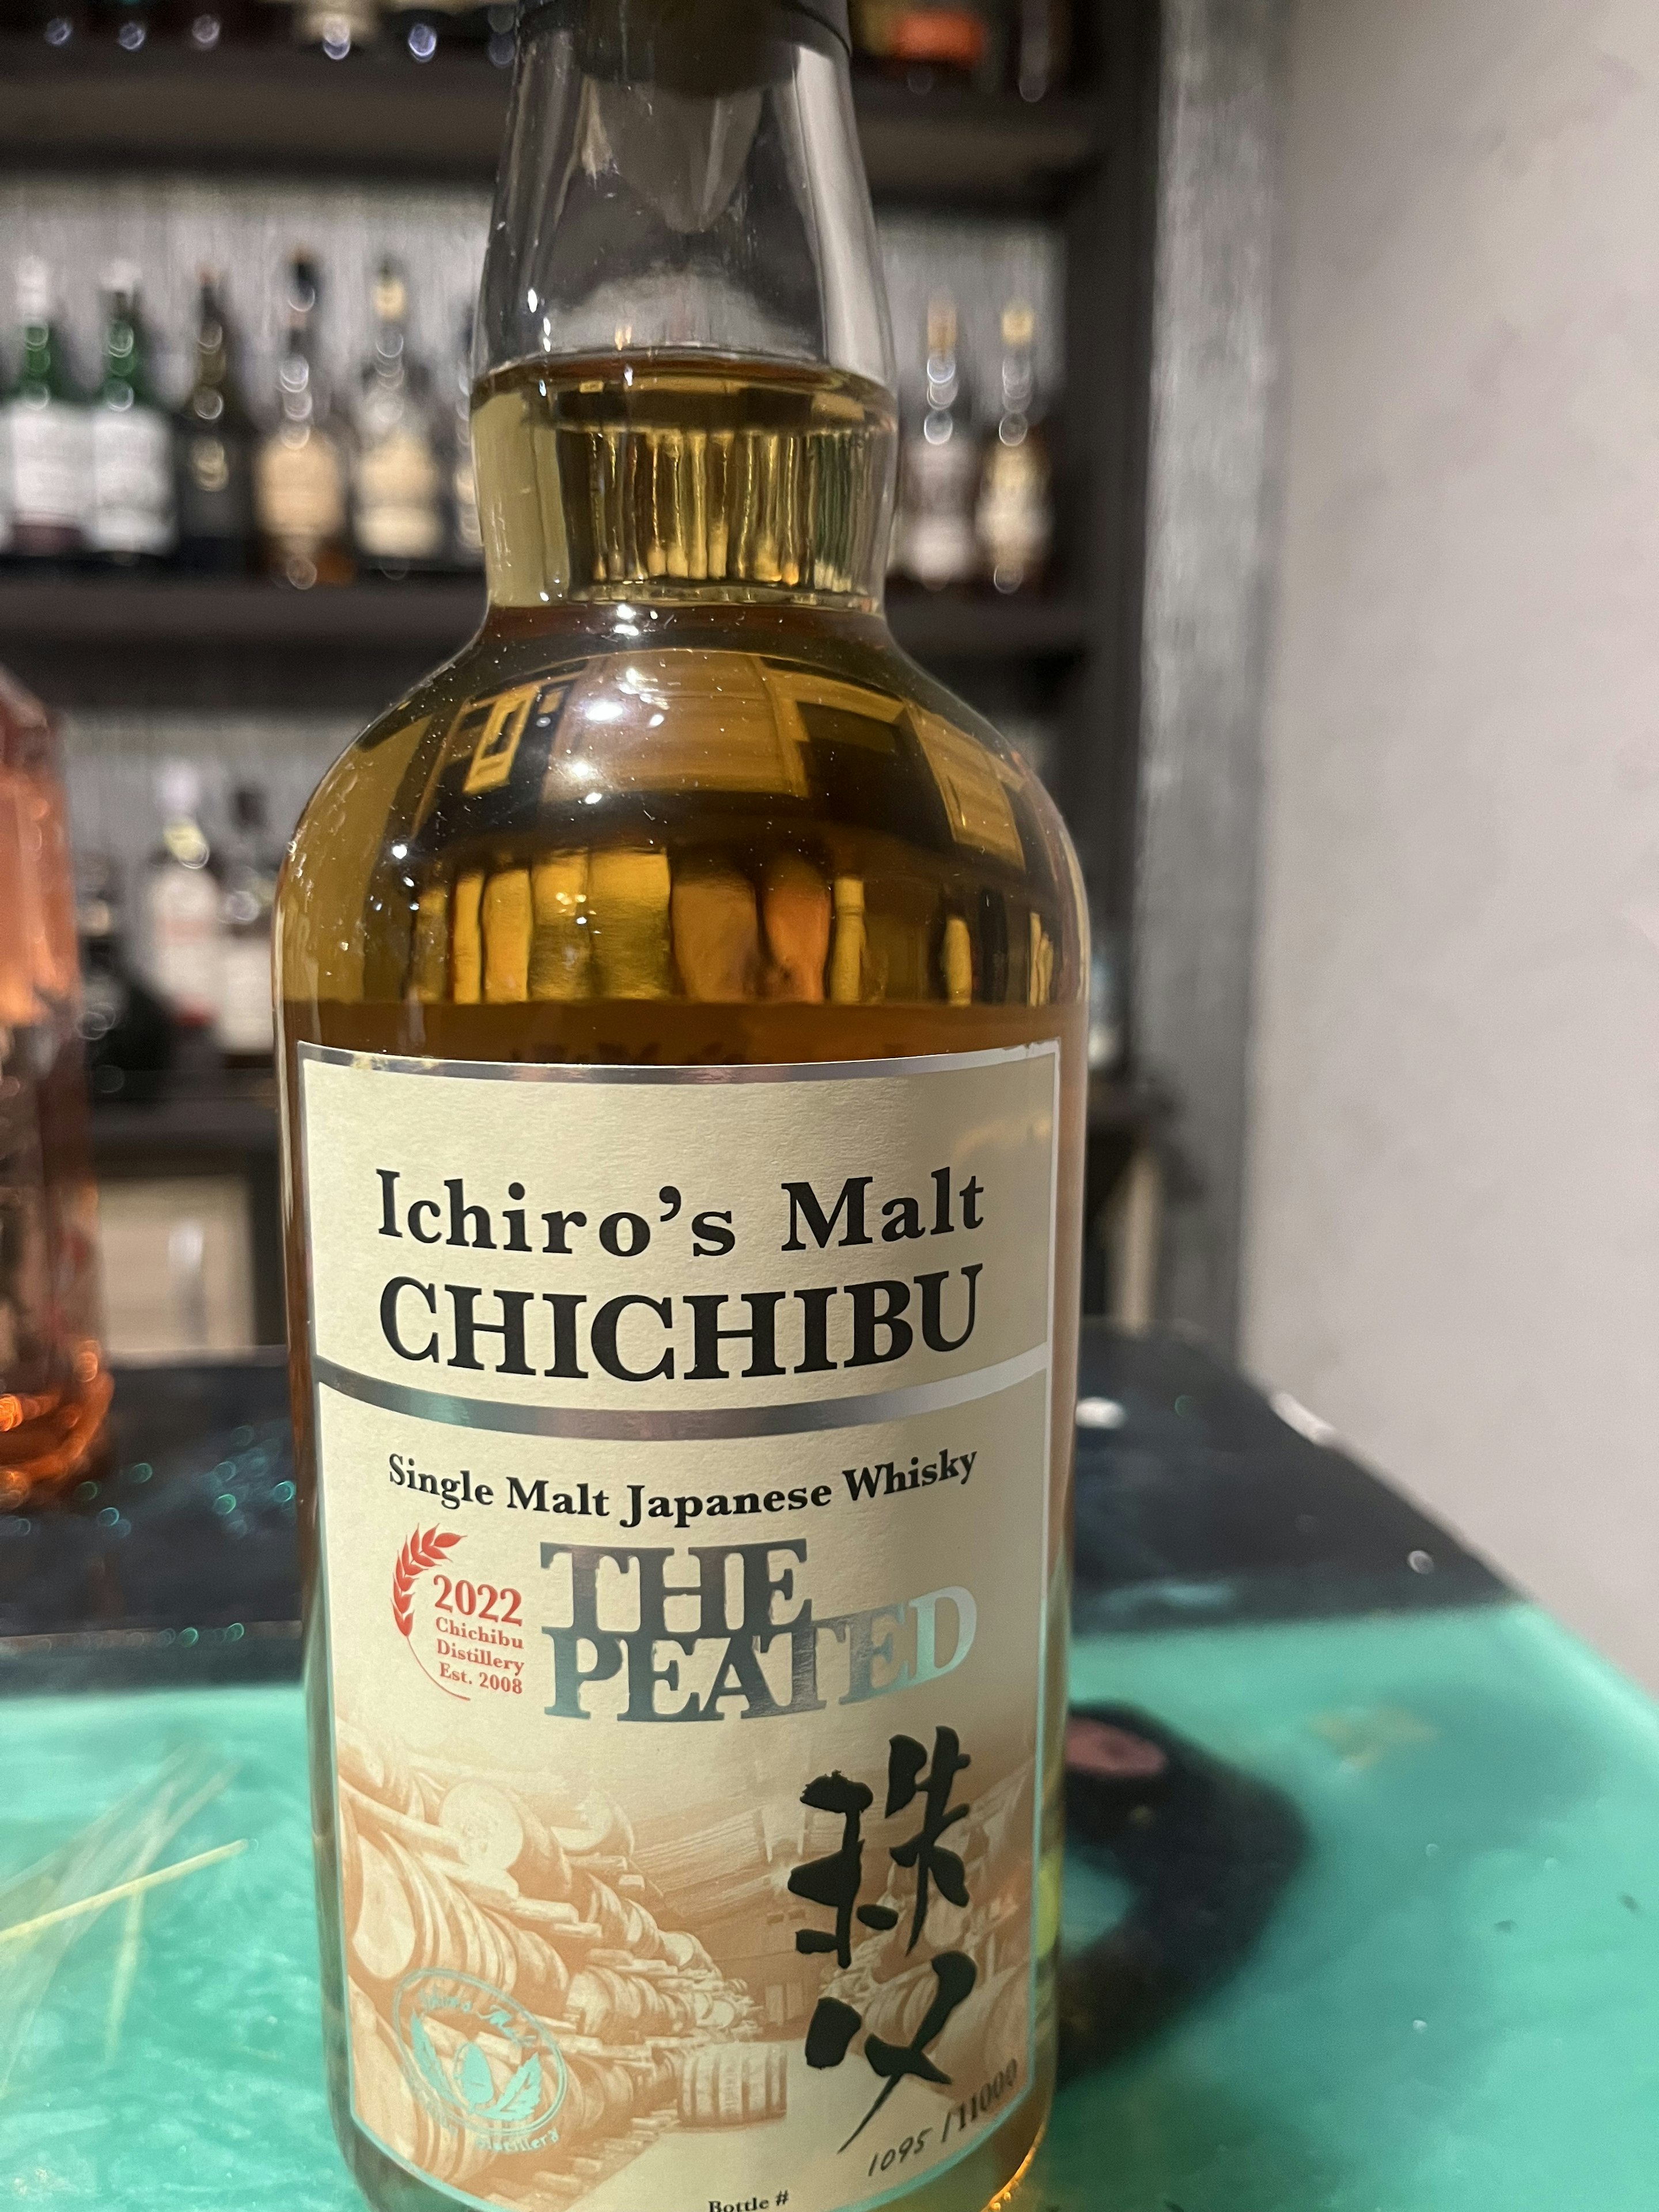 Ichiro's Malt
CHICHIBU
Single Malt Japanese Whisky
2022
Chichibu
Distillery
Est. 2008
THE
PEATED
秩父
1095 /11000
Bottle #